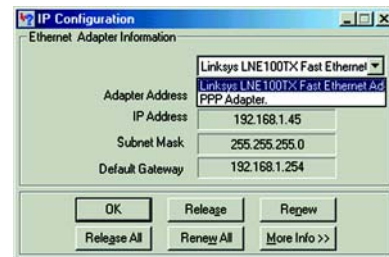 IP Configuration
Ethernet Adapter Information
Linksys LNE100TX Fast Ethernet
Linksys LNE100TX Fast Ethernet Ad
PPP Adapter.
Adapter Address
IP Address 192.168.1.45
Subnet Mask 255.255.255.0
Default Gateway 192.168.1.254
OK Release Renew
Release All Renew All More Info >>